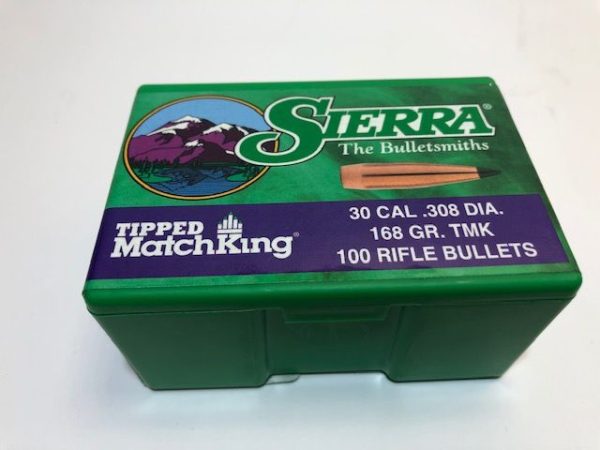 SIERRA®
The Bulletsmiths
TIPPED
MatchKing®
30 CAL .308 DIA.
168 GR. TMK
100 RIFLE BULLETS